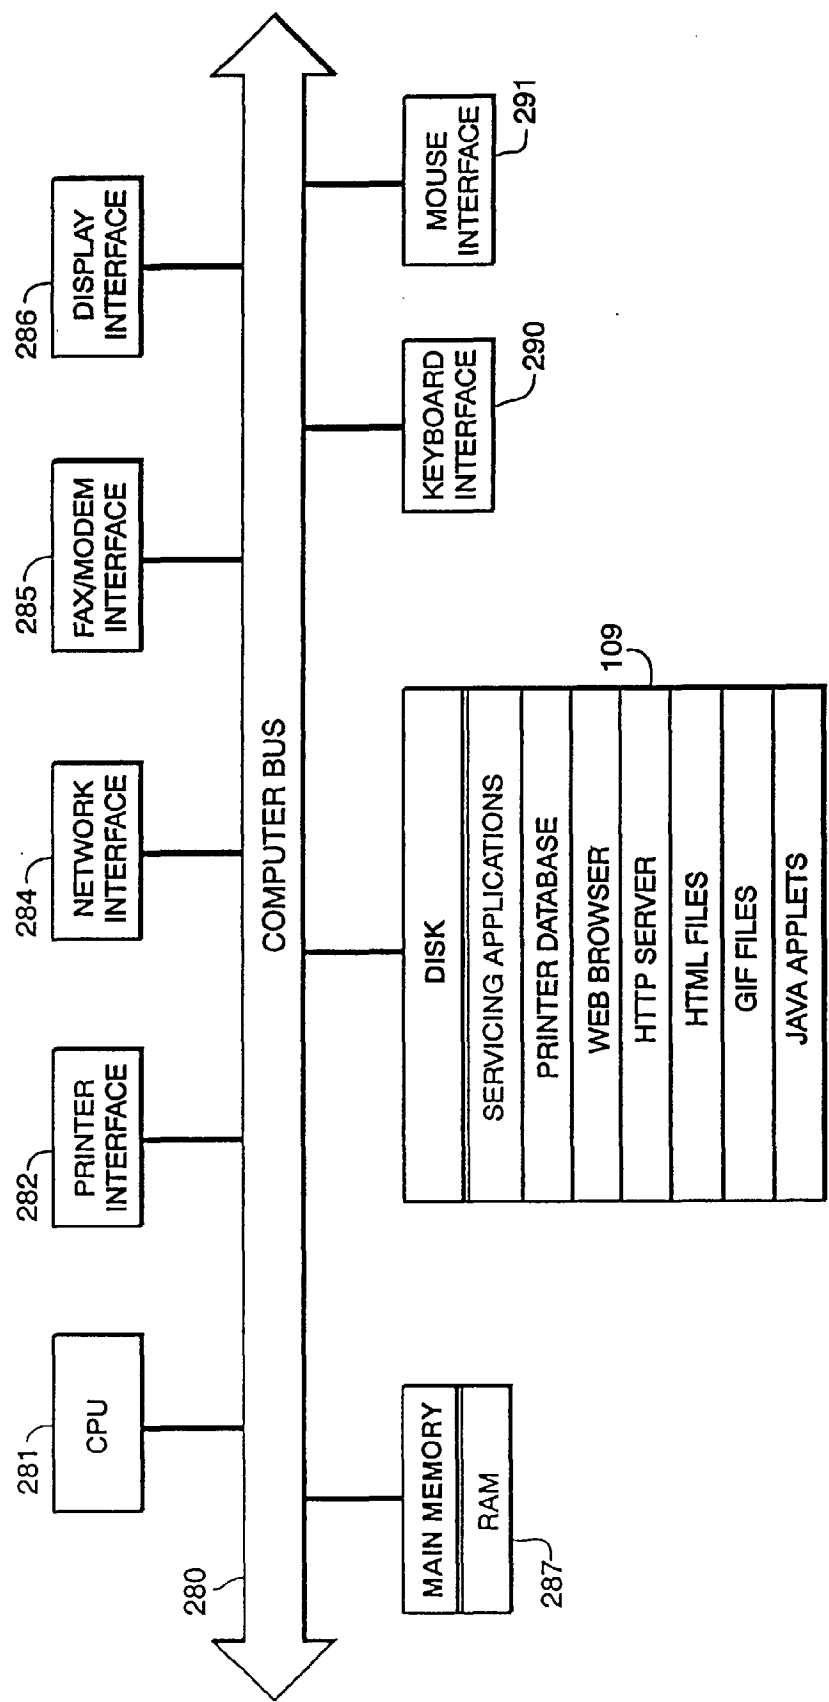 281
CPU
282
PRINTER
INTERFACE
284
NETWORK
INTERFACE
285
FAX/MODEM
INTERFACE
286
DISPLAY
INTERFACE
280
COMPUTER BUS
MAIN MEMORY
RAM
287
109
DISK
SERVICING APPLICATIONS
PRINTER DATABASE
WEB BROWSER
HTTP SERVER
HTML FILES
GIF FILES
JAVA APPLETS
KEYBOARD
INTERFACE
290
MOUSE
INTERFACE
291